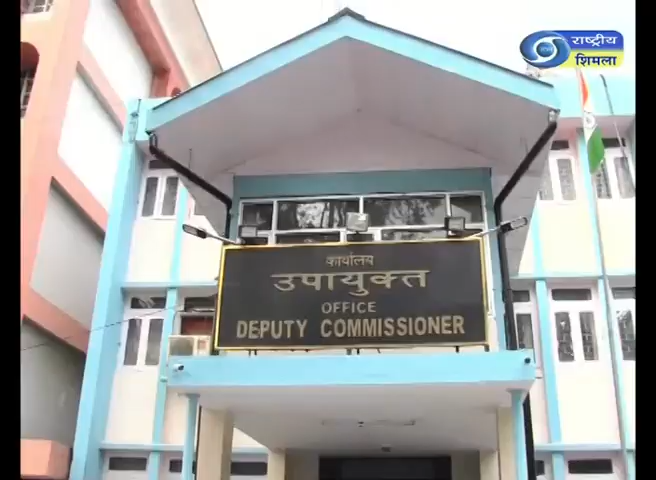 राष्ट्रीय
शिमला
कार्यालय
उपायुक्त
OFFICE
DEPUTY COMMISSIONER